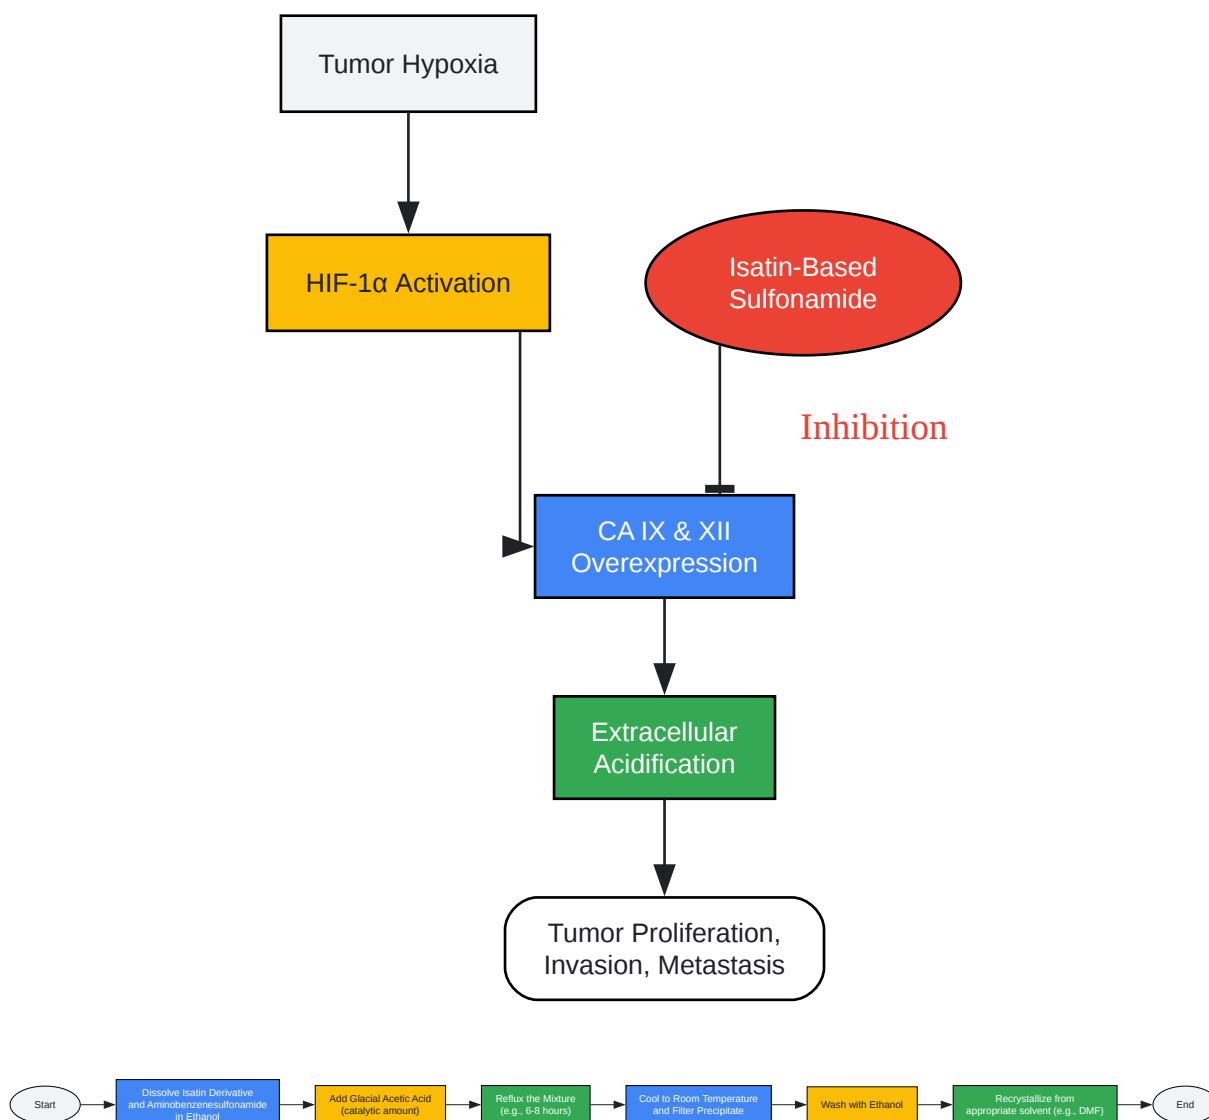 Tumor Hypoxia
HIF-1α Activation
Isatin-Based
Sulfonamide
Inhibition
CA IX & XII
Overexpression
Extracellular
Acidification
Tumor Proliferation,
Invasion, Metastasis
Start
Dissolve Isatin Derivative
and Aminobenzenesulfonamide
in Ethanol
Add Glacial Acetic Acid
(catalytic amount)
Reflux the Mixture
(e.g., 6-8 hours)
Cool to Room Temperature
and Filter Precipitate
Wash with Ethanol
Recrystallize from
appropriate solvent (e.g., DMF)
End